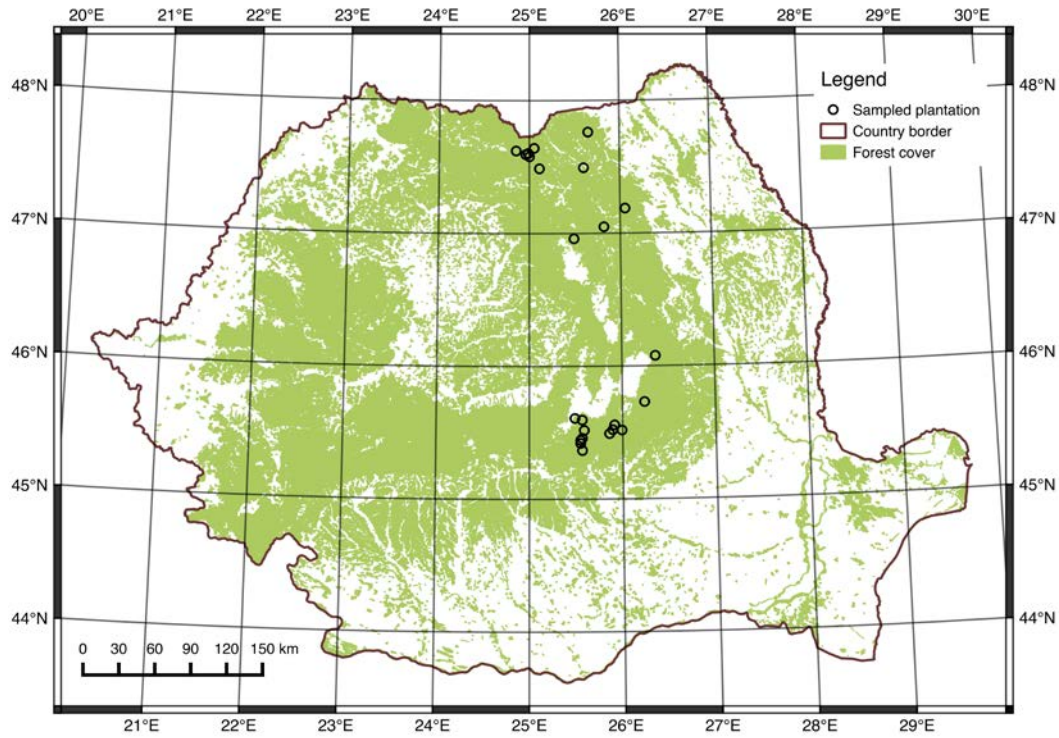 20°E 21°E 22°E 23°E 24°E 25°E 26°E 27°E 28°E 29°E 30°E
48°N 48°N
Legend
Sampled plantation
Country border
Forest cover
47°N 47°N
46°N 46°N
45°N 45°N
44°N 44°N
0 30 60 90 120 150 km
21°E 22°E 23°E 24°E 25°E 26°E 27°E 28°E 29°E